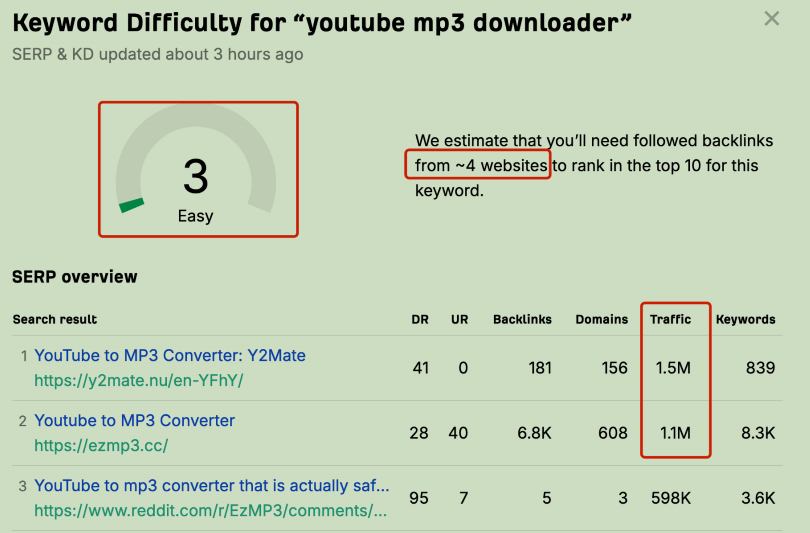 Keyword Difficulty for “youtube mp3 downloader”
SERP & KD updated about 3 hours ago
We estimate that you’ll need followed backlinks
from ~4 websites to rank in the top 10 for this
keyword.
3
Easy
SERP overview
Search result DR UR Backlinks Domains Traffic Keywords
1 YouTube to MP3 Converter: Y2Mate 41 0 181 156 1.5M 839
https://y2mate.nu/en-YFhY/
2 Youtube to MP3 Converter 28 40 6.8K 608 1.1M 8.3K
https://ezmp3.cc/
3 YouTube to mp3 converter that is actually saf... 95 7 5 3 598K 3.6K
https://www.reddit.com/r/EzMP3/comments/...